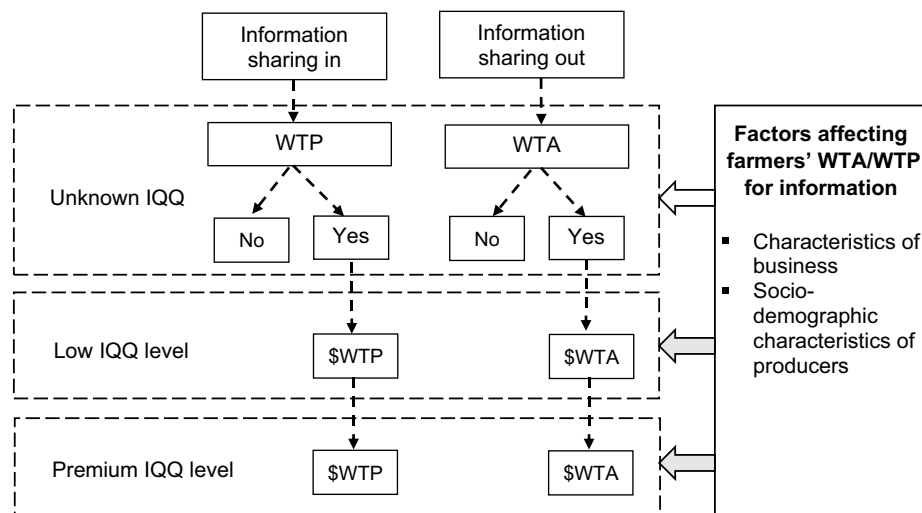 Information
sharing in
Information
sharing out
WTP
WTA
Unknown IQQ
No
Yes
No
Yes
Low IQQ level
$WTP
$WTA
Premium IQQ level
$WTP
$WTA
Factors affecting
farmers’ WTA/WTP
for information
▪ Characteristics of
business
▪ Socio-
demographic
characteristics of
producers